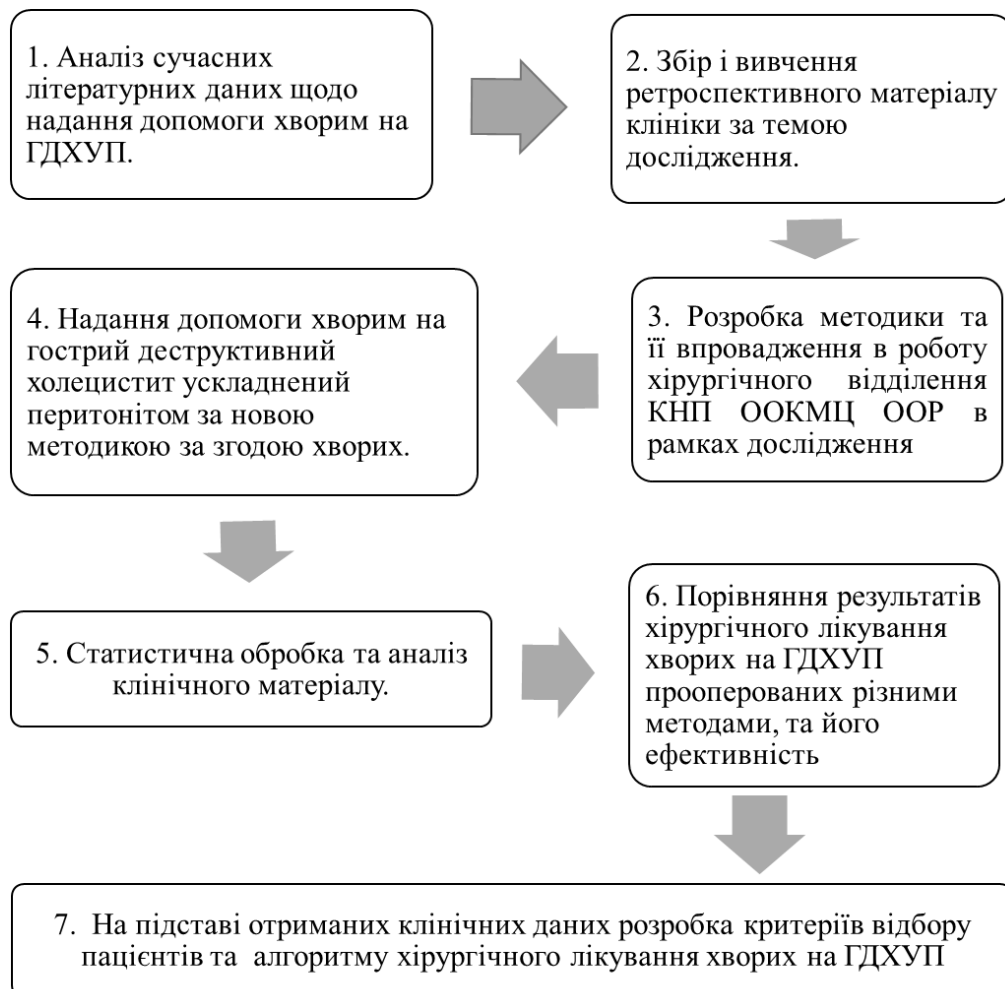 1. Аналіз сучасних
літературних даних щодо
надання допомоги хворим на
ГДХУП.
2. Збір і вивчення
ретроспективного матеріалу
клініки за темою
дослідження.
3. Розробка методики та
її впровадження в роботу
хірургічного відділення
КНП ООКМЦ ООР в
рамках дослідження
4. Надання допомоги хворим на
гострий деструктивний
холецистит ускладнений
перитонітом за новою
методикою за згодою хворих.
5. Статистична обробка та аналіз
клінічного матеріалу.
6. Порівняння результатів
хірургічного лікування
хворих на ГДХУП
прооперованих різними
методами, та його
ефективність
7. На підставі отриманих клінічних даних розробка критеріїв відбору
пацієнтів та алгоритму хірургічного лікування хворих на ГДХУП